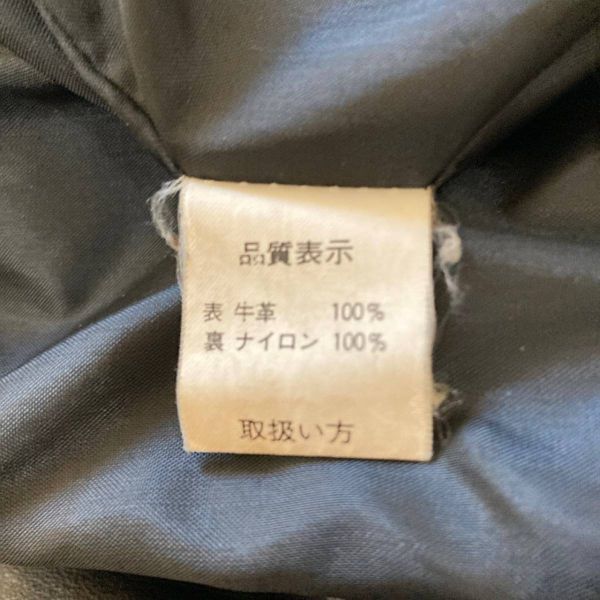 品質表示
表 牛革 100%
裏 ナイロン 100%
取扱い方